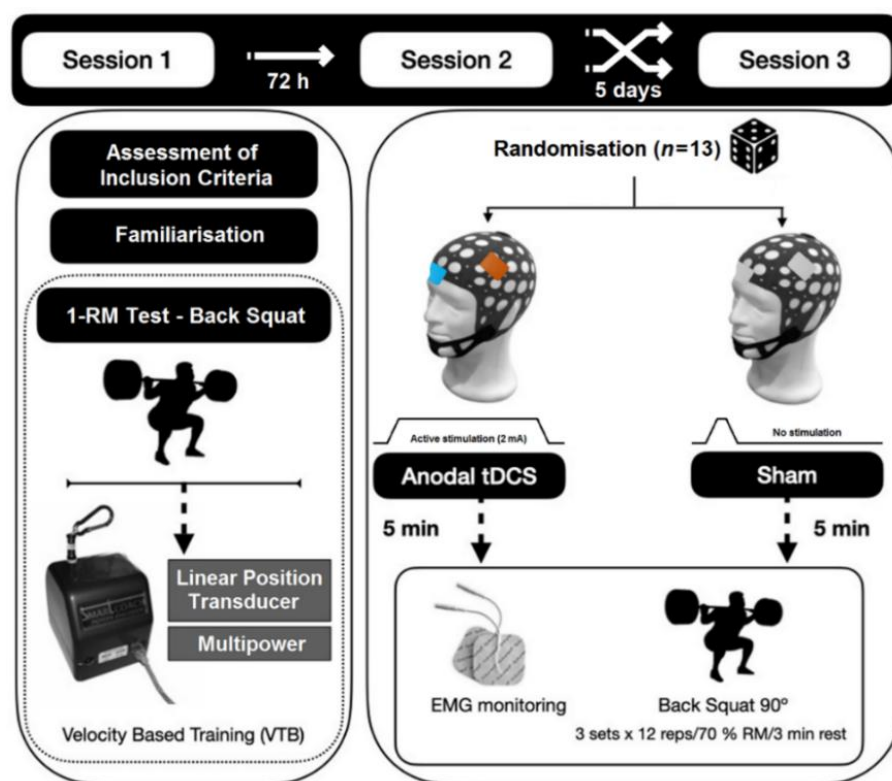 Session 1
72 h
Session 2
5 days
Session 3
Assessment of
Inclusion Criteria
Familiarisation
1-RM Test - Back Squat
SMARTCOACH
Linear Position
Transducer
Multipower
Velocity Based Training (VTB)
Randomisation (n=13)
Active stimulation (2 mA)
No stimulation
Anodal tDCS
Sham
5 min
5 min
EMG monitoring
Back Squat 90º
3 sets x 12 reps/70 % RM/3 min rest